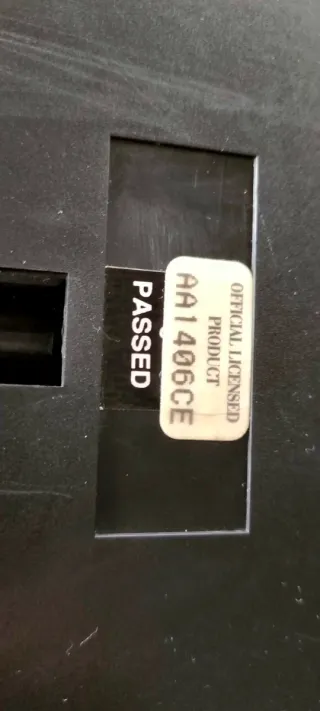 OFFICIAL LICENSED
PRODUCT
AA1406CE
PASSED